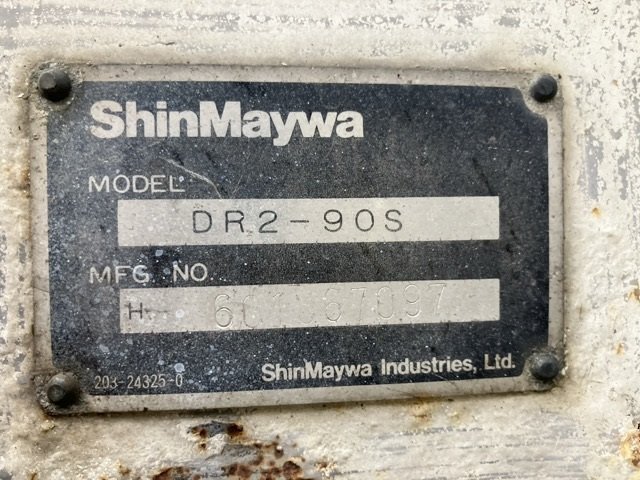 ShinMaywa
MODEL
DR2-90S
MFG NO.
H-
203-24325-0
ShinMaywa Industries, Ltd.